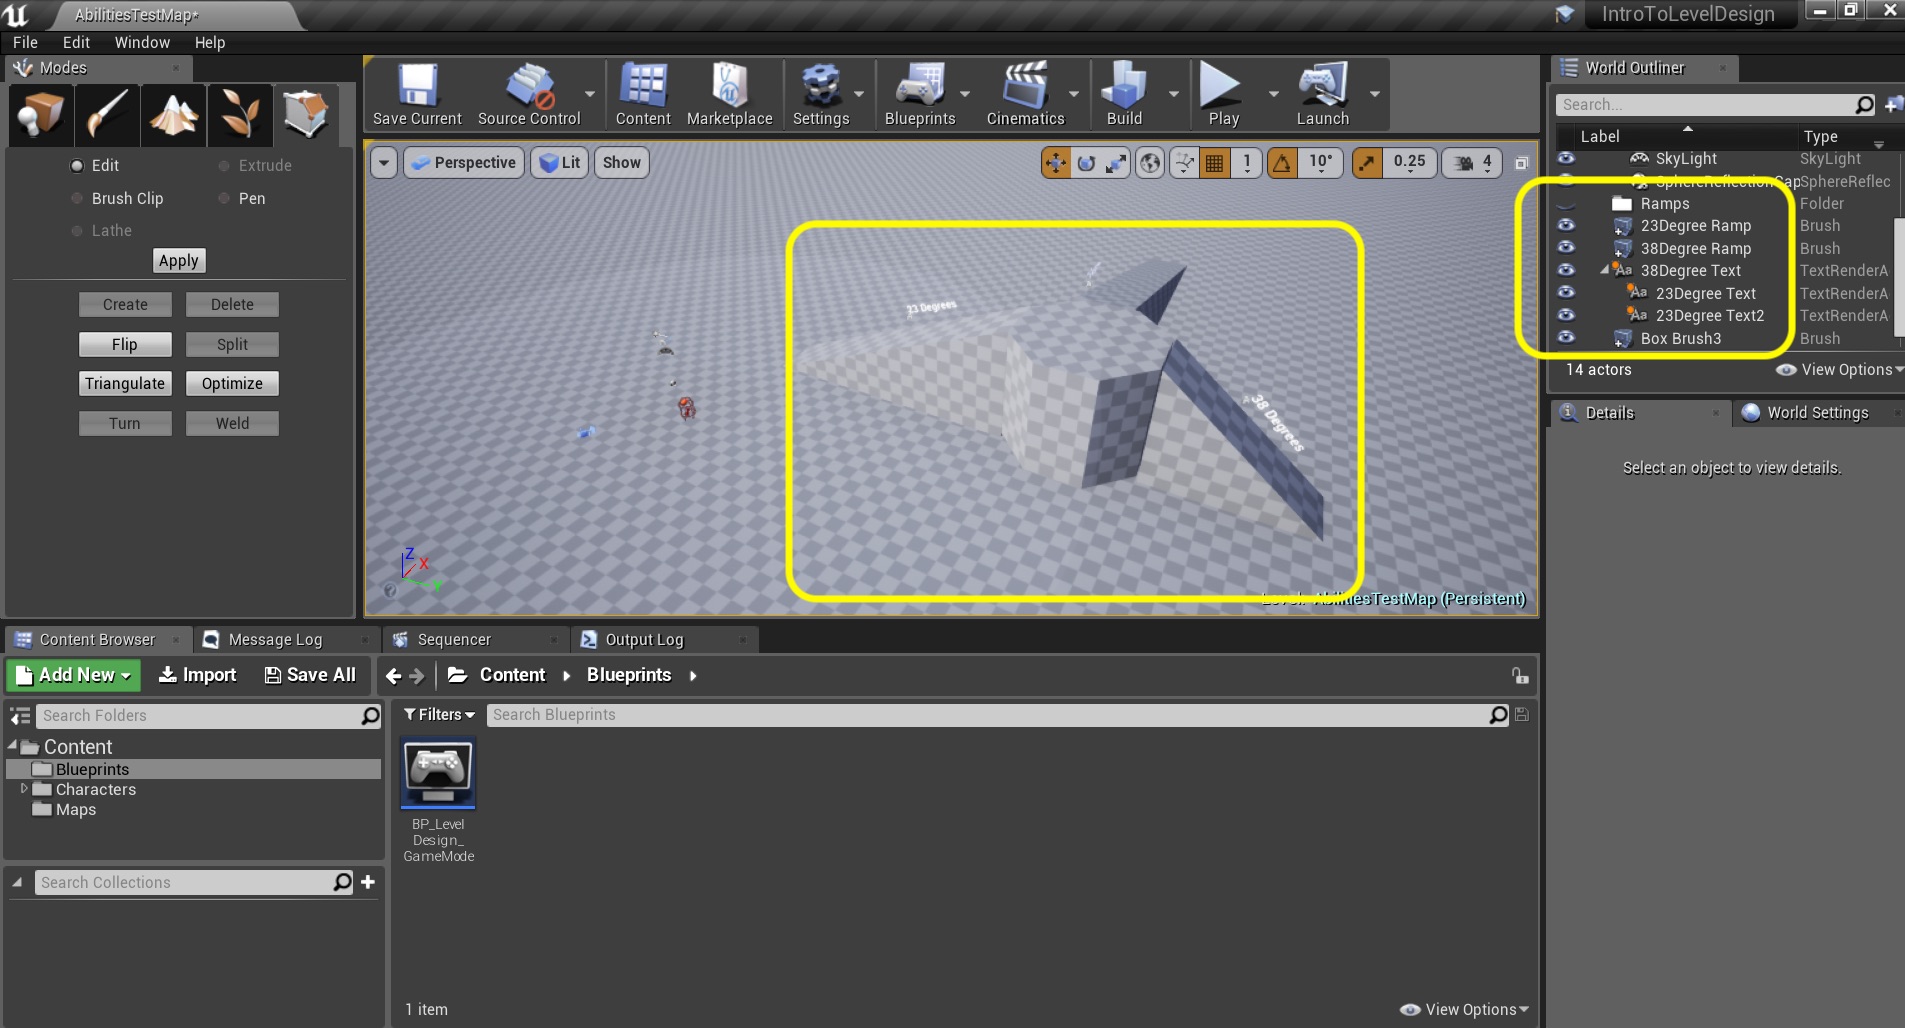 AbilitiesTestMap*
IntroToLevelDesign
File Edit Window Help
Modes
Edit
Extrude
Brush Clip
Pen
Lathe
Apply
Create
Delete
Flip
Split
Triangulate
Optimize
Turn
Weld
Save Current
Source Control
Content
Marketplace
Settings
Blueprints
Cinematics
Build
Play
Launch
Perspective
Lit
Show
1
10°
0.25
4
23 Degrees
38 Degrees
Z
X
Y
AbilitiesTestMap (Persistent)
World Outliner
Search...
Label
Type
SkyLight SkyLight
SphereReflectionCap SphereReflec
Ramps Folder
23Degree Ramp Brush
38Degree Ramp Brush
38Degree Text TextRenderA
23Degree Text TextRenderA
23Degree Text2 TextRenderA
Box Brush3 Brush
14 actors
View Options
Details
World Settings
Select an object to view details.
Content Browser
Message Log
Sequencer
Output Log
Add New
Import
Save All
Content
Blueprints
Search Folders
Content
Blueprints
Characters
Maps
Search Collections
Filters
Search Blueprints
BP_Level
Design_
GameMode
1 item
View Options